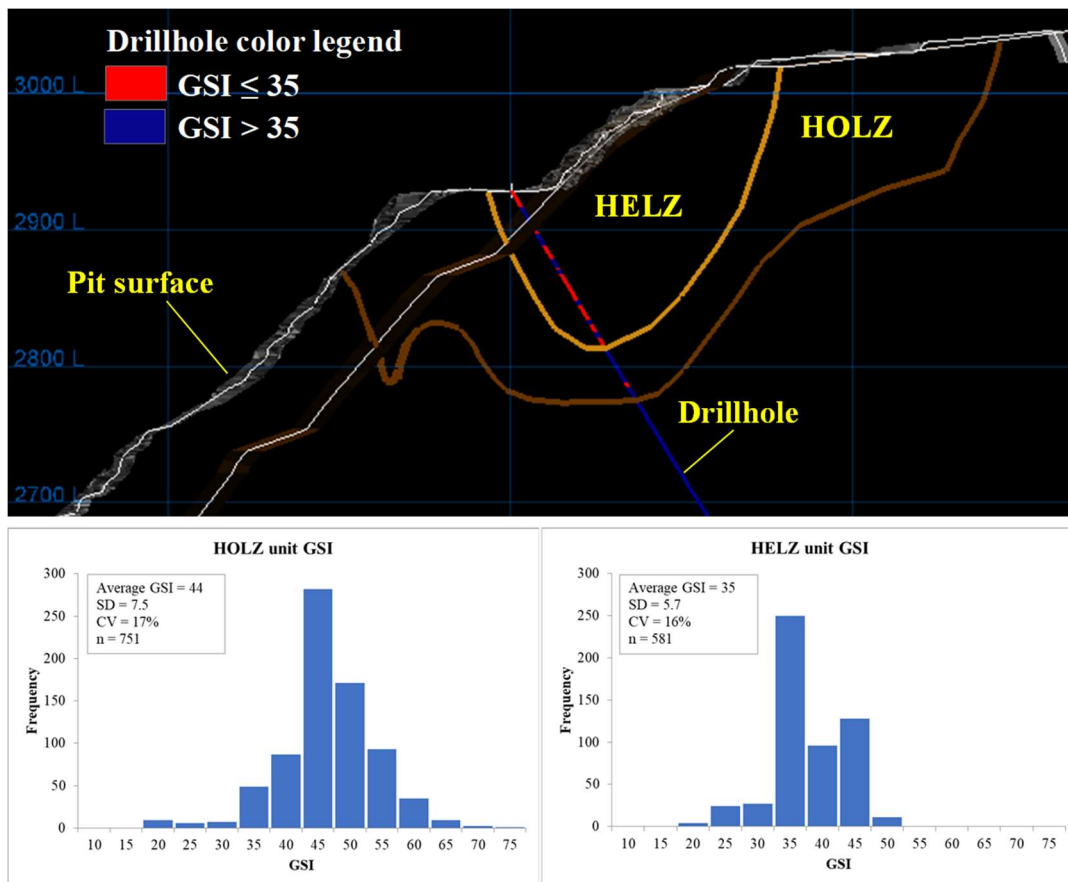 Drillhole color legend
GSI ≤ 35
GSI > 35
3000 L
HOLZ
HELZ
2900 L
Pit surface
2800 L
Drillhole
2700 L
HOLZ unit GSI
300
250
200
150
100
50
0
Frequency
Average GSI = 44
SD = 7.5
CV = 17%
n = 751
10 15 20 25 30 35 40 45 50 55 60 65 70 75
GSI
HELZ unit GSI
300
250
200
150
100
50
0
Frequency
Average GSI = 35
SD = 5.7
CV = 16%
n = 581
10 15 20 25 30 35 40 45 50 55 60 65 70 75
GSI